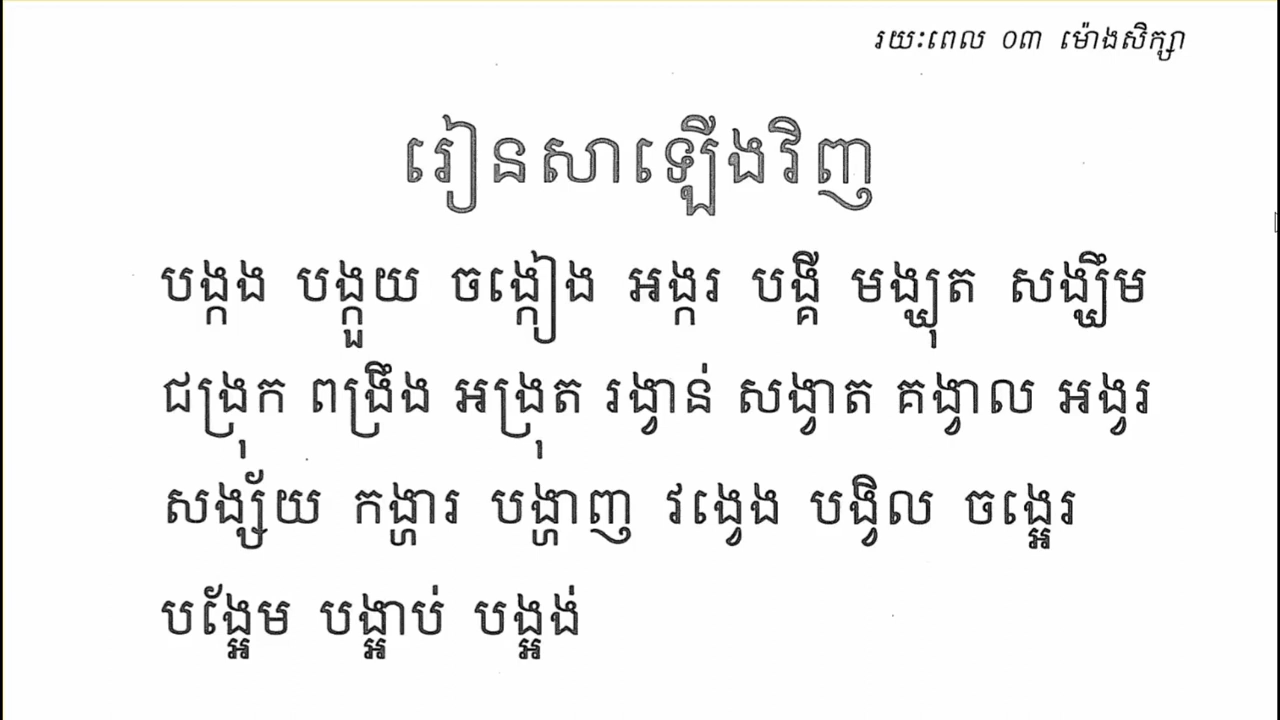 រយៈពេល ០៣ ម៉ោងសិក្សា
រៀនសាឡើងវិញ
បង្កង បង្កួយ ចង្កៀង អង្ករ បង្គី មង្ឃុត សង្ឃឹម
ជង្រុក ពង្រឹង អង្រុត រង្វាន់ សង្វាត គង្វាល អង្វរ
សង្ស័យ កង្ហារ បង្ហាញ វង្វេង បង្វិល ចង្អេរ
បង្អែម បង្អាប់ បង្អង់